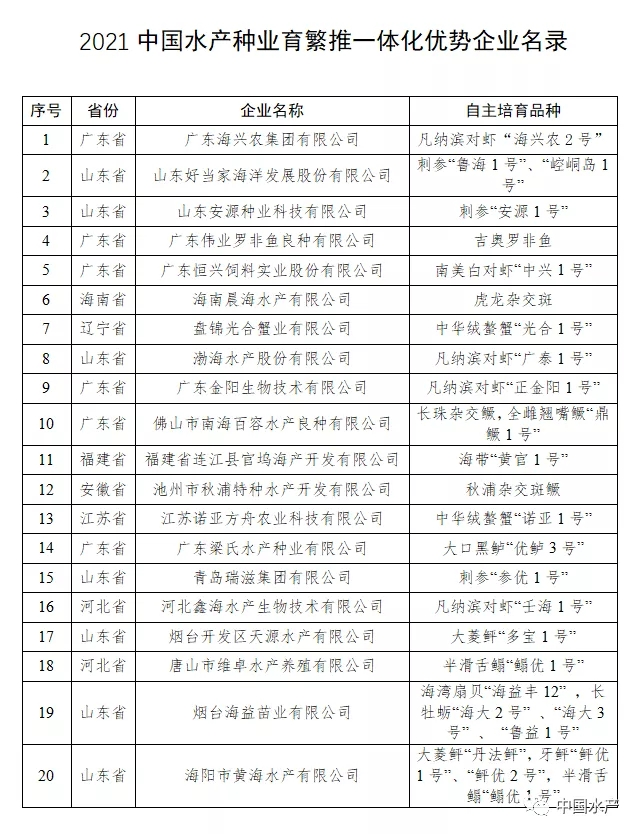 2021 中国水产种业育繁推一体化优势企业名录
序号 省份 企业名称 自主培育品种
1 广东省 广东海兴农集团有限公司 凡纳滨对虾“海兴农2号”
2 山东省 山东好当家海洋发展股份有限公司 刺参“鲁海1号”、“崆峒岛1
号”
3 山东省 山东安源种业科技有限公司 刺参“安源1号”
4 广东省 广东伟业罗非鱼良种有限公司 吉奥罗非鱼
5 广东省 广东恒兴饲料实业股份有限公司 南美白对虾“中兴1号”
6 海南省 海南晨海水产有限公司 虎龙杂交斑
7 辽宁省 盘锦光合蟹业有限公司 中华绒螯蟹“光合1号”
8 山东省 渤海水产股份有限公司 凡纳滨对虾“广泰1号”
9 广东省 广东金阳生物技术有限公司 凡纳滨对虾“正金阳1号”
10 广东省 佛山市南海百容水产良种有限公司 长珠杂交鳜,全雌翘嘴鳜“鼎
鳜1号”
11 福建省 福建省连江县官坞海产开发有限公司 海带“黄官1号”
12 安徽省 池州市秋浦特种水产开发有限公司 秋浦杂交斑鳜
13 江苏省 江苏诺亚方舟农业科技有限公司 中华绒螯蟹“诺亚1号”
14 广东省 广东梁氏水产种业有限公司 大口黑鲈“优鲈3号”
15 山东省 青岛瑞滋集团有限公司 刺参“参优1号”
16 河北省 河北鑫海水产生物技术有限公司 凡纳滨对虾“壬海1号”
17 山东省 烟台开发区天源水产有限公司 大菱鲆“多宝1号”
18 河北省 唐山市维卓水产养殖有限公司 半滑舌鳎“鳎优1号”
19 山东省 烟台海益苗业有限公司 海湾扇贝“海益丰12”,长
牡蛎“海大2号”、“海大3
号”、“鲁益1号”
20 山东省 海阳市黄海水产有限公司 大菱鲆“丹法鲆”,牙鲆“鲆优
1号”、“鲆优2号”,半滑舌
鳎“鳎优1号”
中国水产